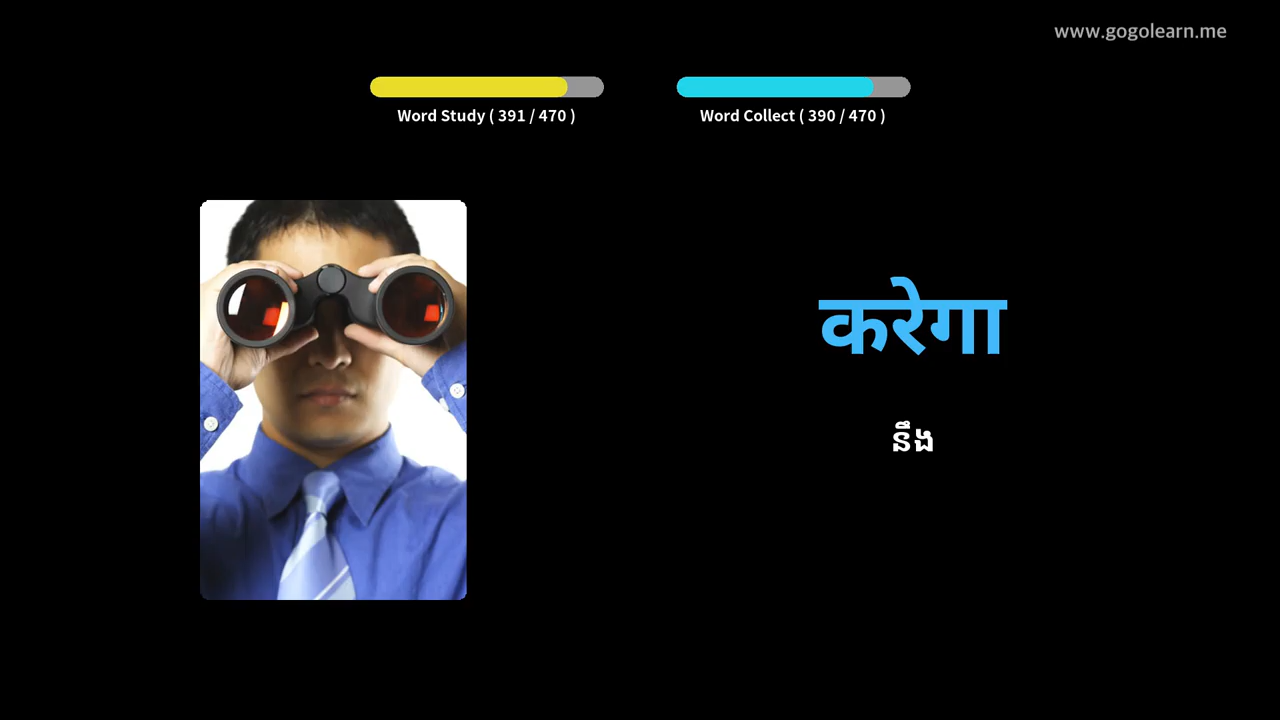 www.gogolearn.me
Word Study ( 391 / 470 )
Word Collect ( 390 / 470 )
करेगा
នឹង